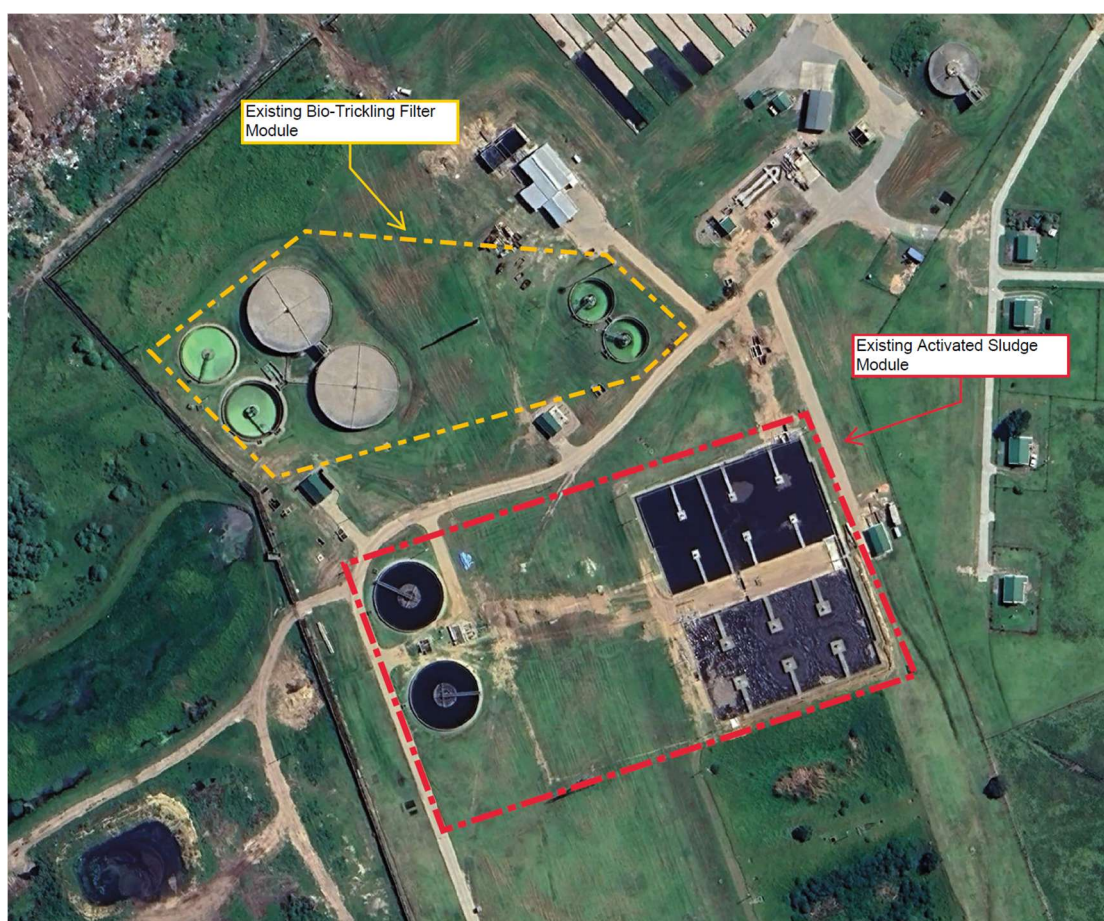 Existing Bio-Trickling Filter
Module
Existing Activated Sludge
Module